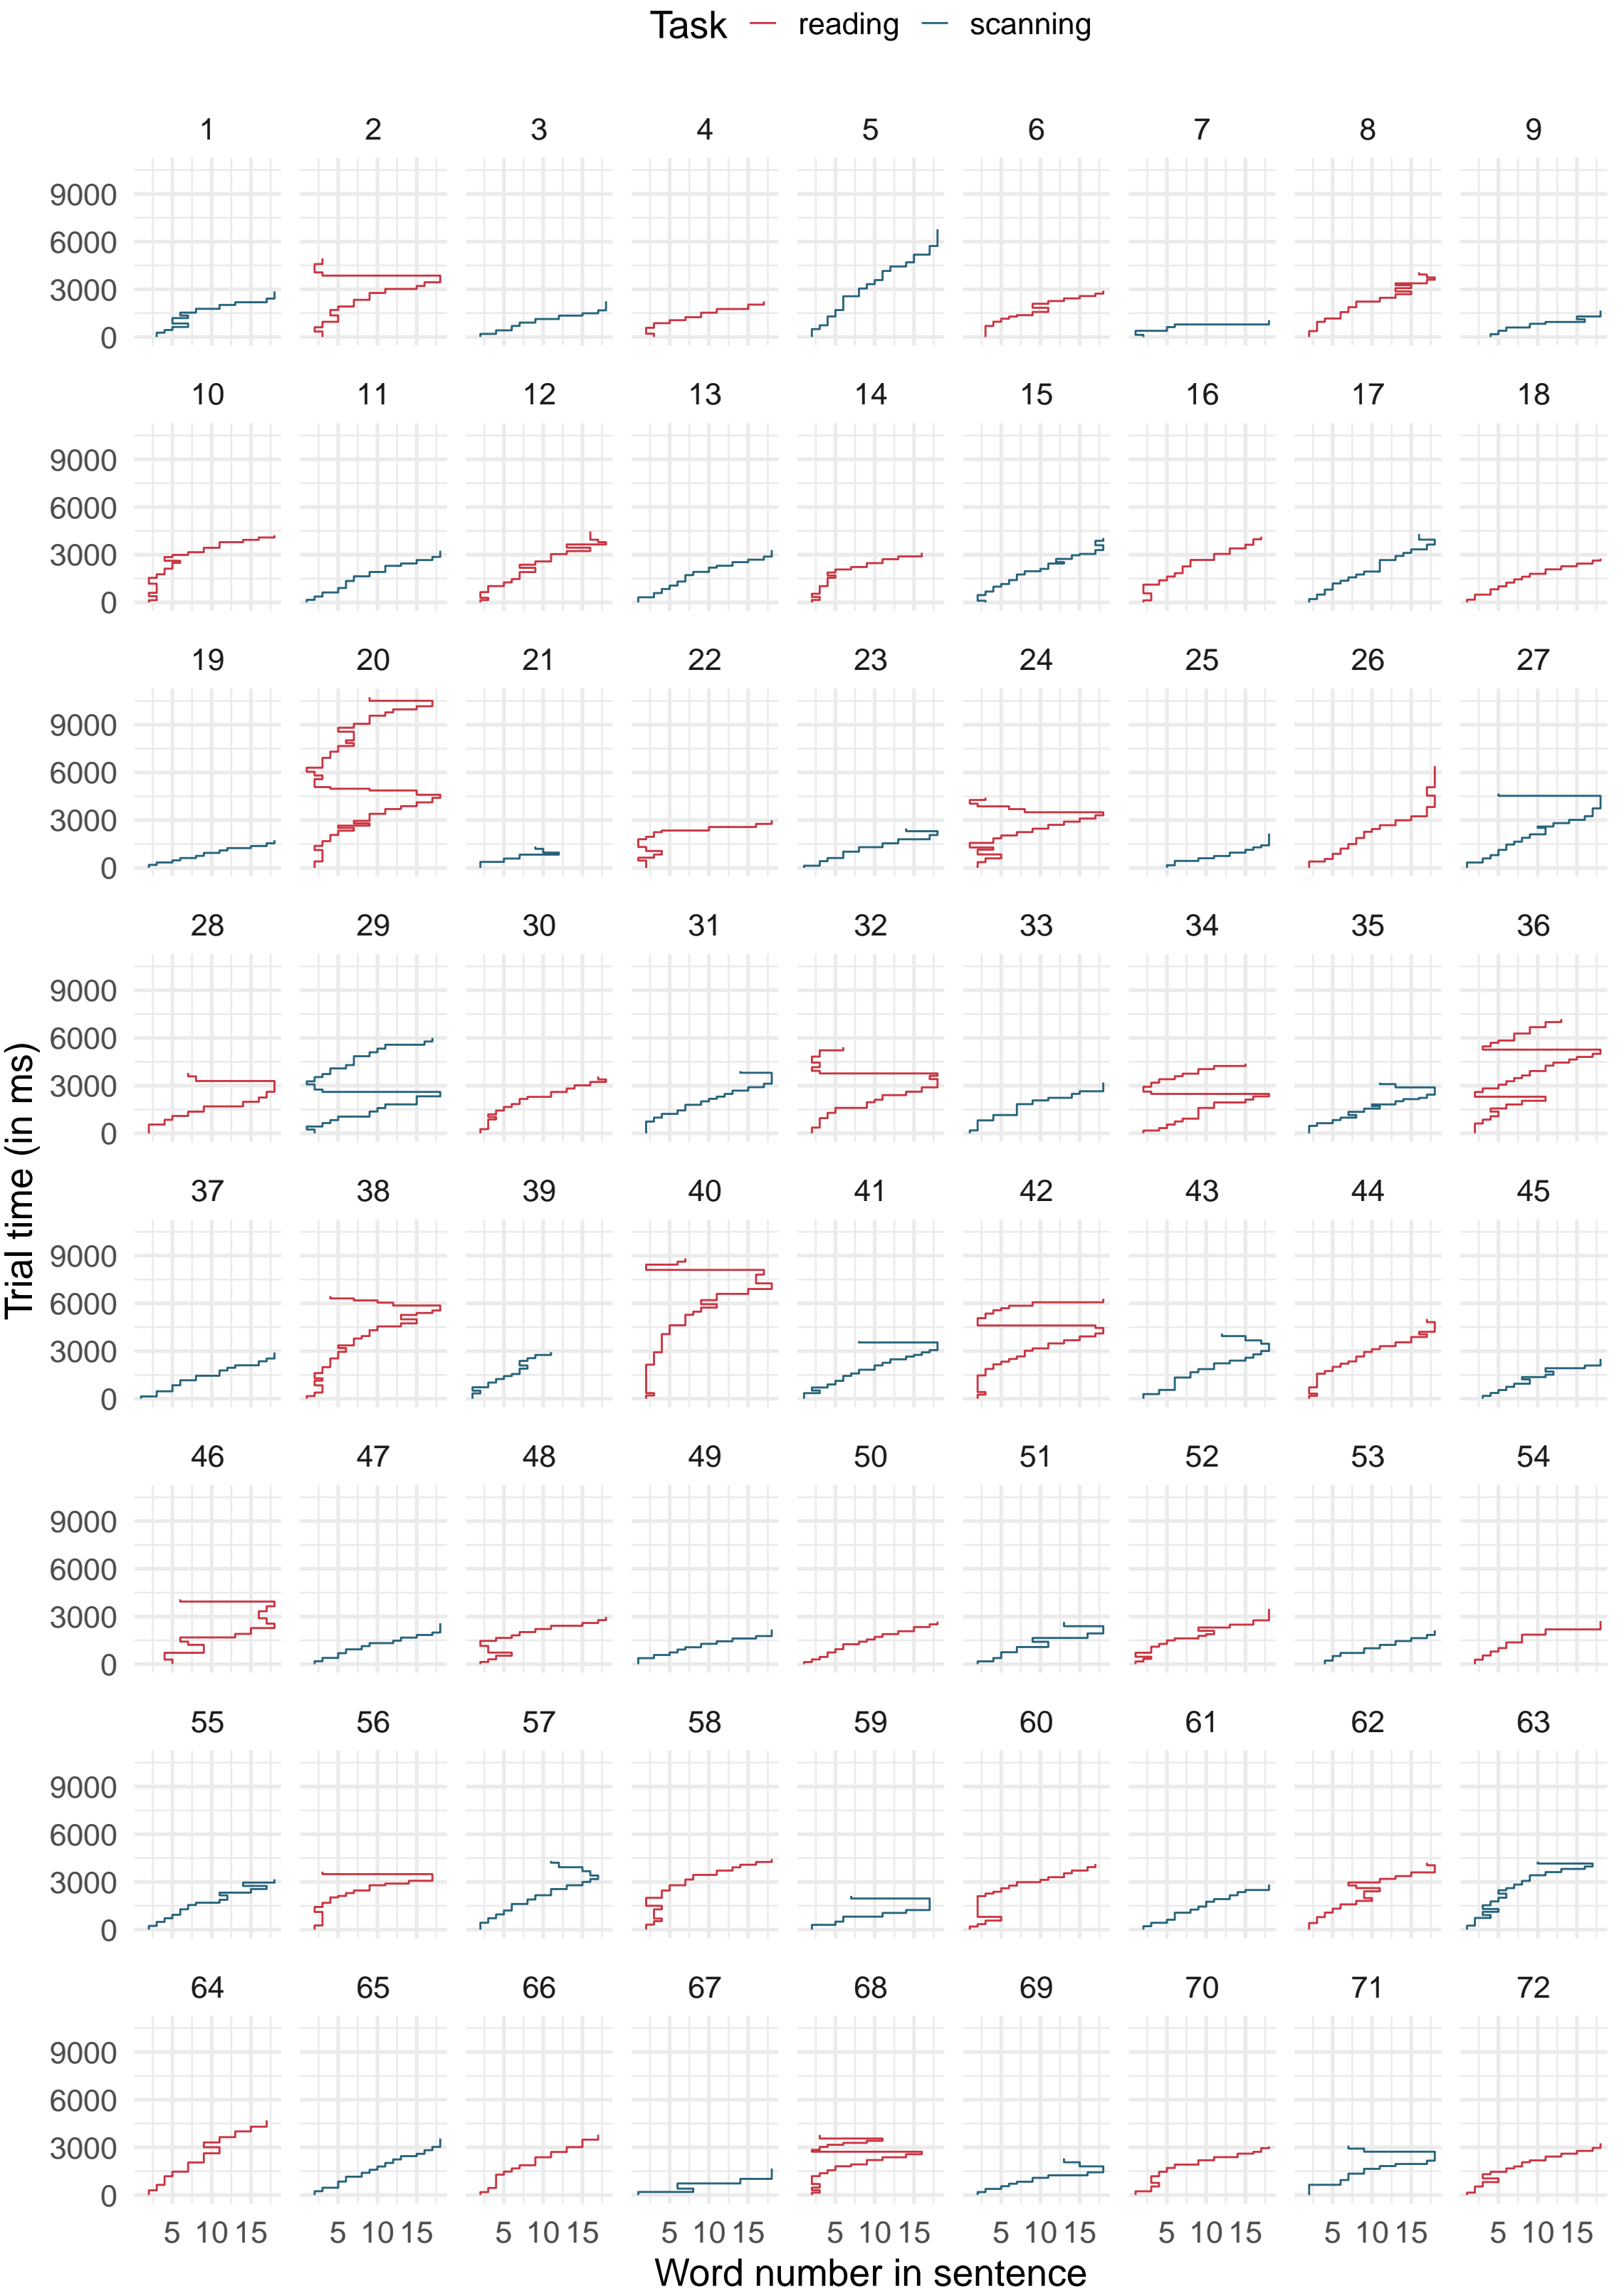 Task reading scanning
1 2 3 4 5 6 7 8 9
9000
6000
3000
0
10 11 12 13 14 15 16 17 18
9000
6000
3000
0
19 20 21 22 23 24 25 26 27
9000
6000
3000
0
28 29 30 31 32 33 34 35 36
9000
6000
3000
0
37 38 39 40 41 42 43 44 45
9000
6000
3000
0
46 47 48 49 50 51 52 53 54
9000
6000
3000
0
55 56 57 58 59 60 61 62 63
9000
6000
3000
0
64 65 66 67 68 69 70 71 72
9000
6000
3000
0
5 10 15 5 10 15 5 10 15 5 10 15 5 10 15 5 10 15 5 10 15 5 10 15 5 10 15
Word number in sentence
Trial time (in ms)